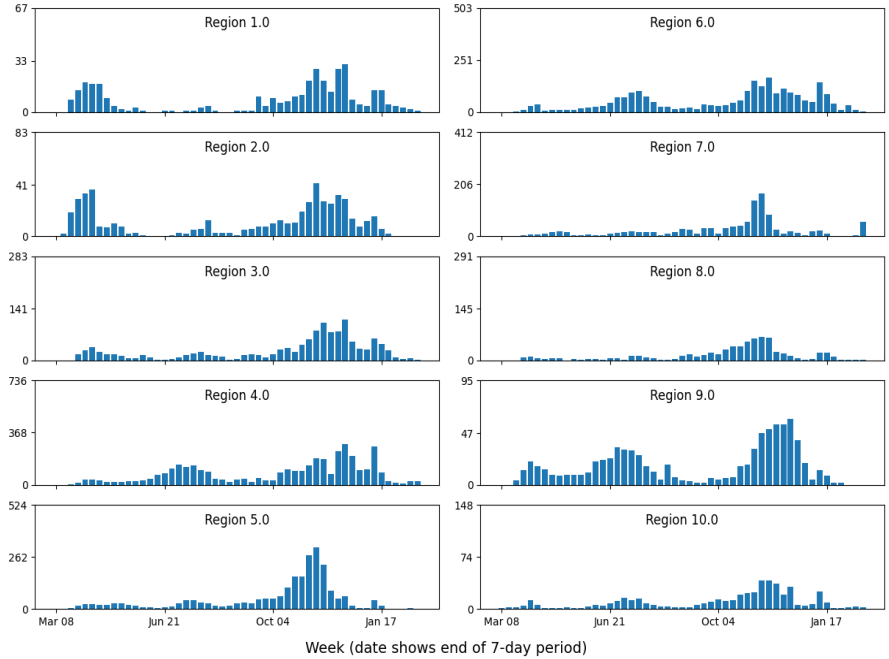 67
33
0
Region 1.0
503
251
0
Region 6.0
83
41
0
Region 2.0
412
206
0
Region 7.0
283
141
0
Region 3.0
291
145
0
Region 8.0
736
368
0
Region 4.0
95
47
0
Region 9.0
524
262
0
Region 5.0
148
74
0
Region 10.0
Mar 08 Jun 21 Oct 04 Jan 17
Mar 08 Jun 21 Oct 04 Jan 17
Week (date shows end of 7-day period)